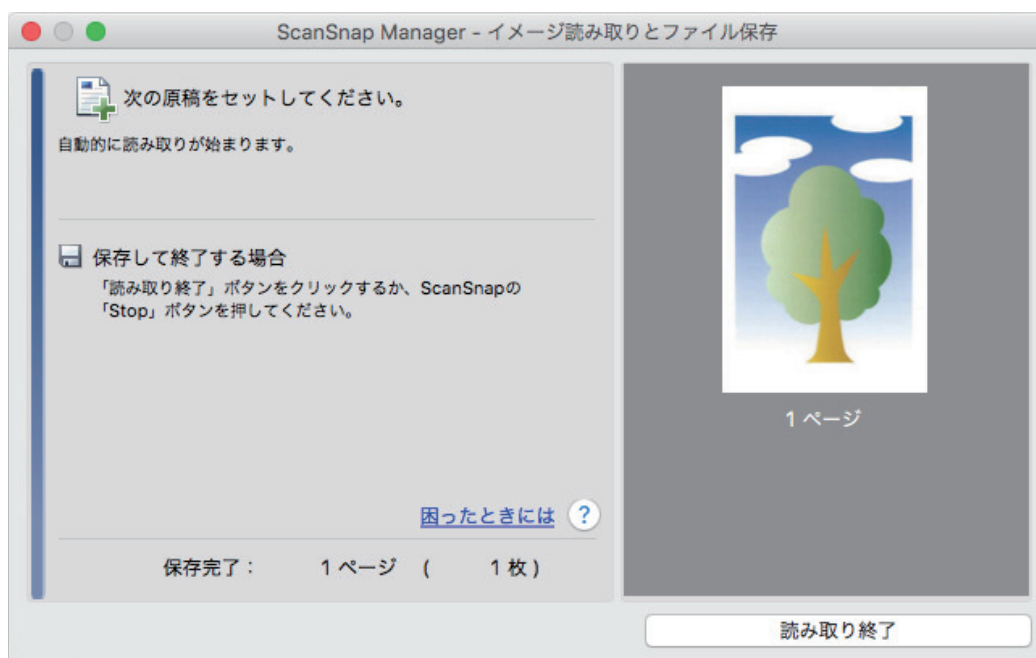 ScanSnap Manager - イメージ読み取りとファイル保存
次の原稿をセットしてください。
自動的に読み取りが始まります。
保存して終了する場合
「読み取り終了」ボタンをクリックするか、ScanSnapの
「Stop」ボタンを押してください。
困ったときには ?
保存完了： 1 ページ ( 1 枚 )
1 ページ
読み取り終了